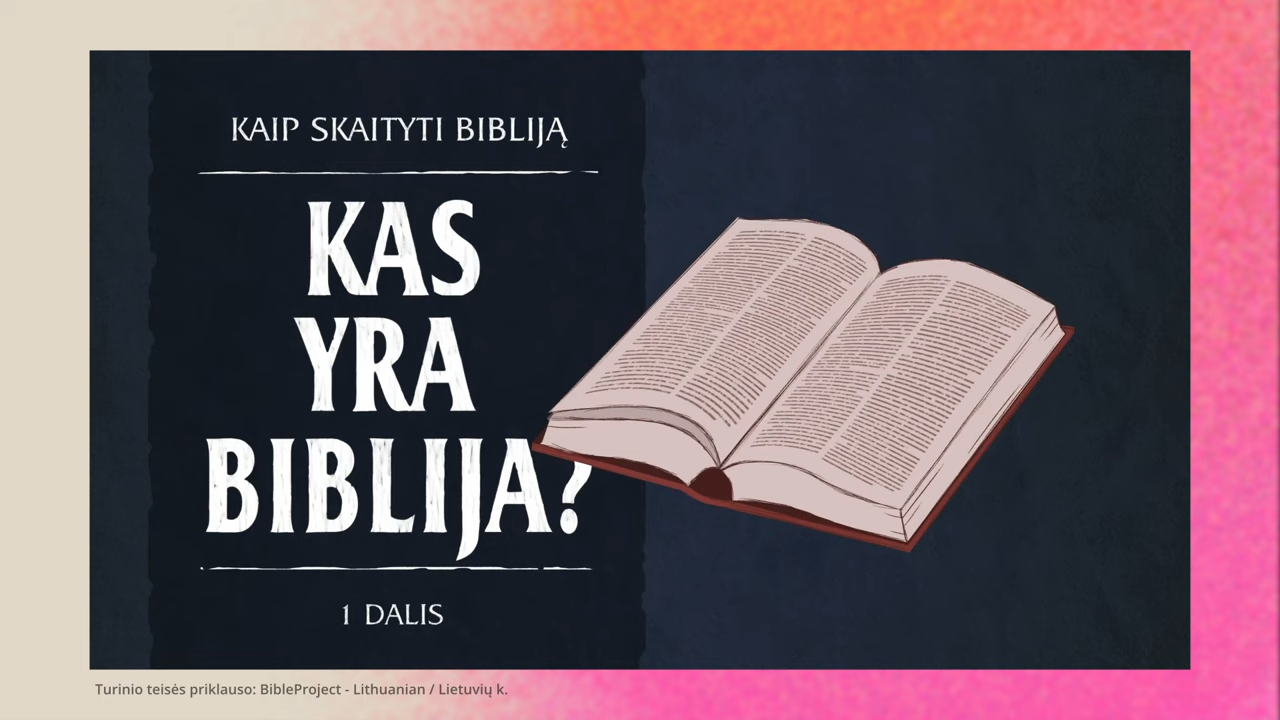 KAIP SKAITYTI BIBLIJĄ
KAS
YRA
BIBLIJA?
1 DALIS
Turinio teisės priklauso: BibleProject - Lithuanian / Lietuvių k.